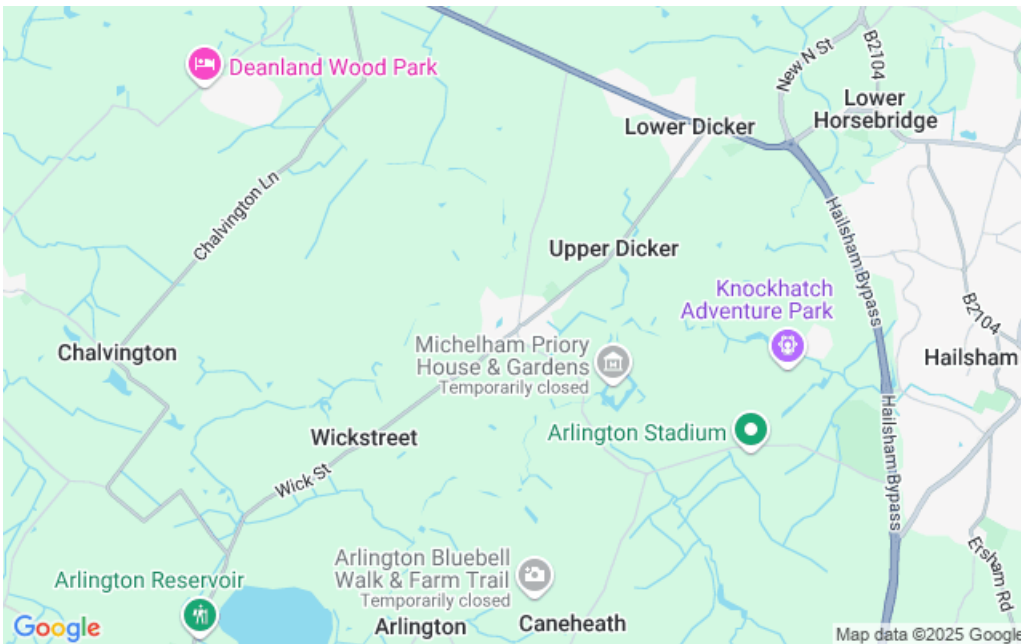 Deanland Wood Park
New N St
B2104
Lower
Horsebridge
Lower Dicker
Chalvington Ln
Hailsham Bypass
Upper Dicker
Knockhatch
Adventure Park
B2104
Chalvington
Michelham Priory
House & Gardens
Temporarily closed
Hailsham
Wickstreet
Arlington Stadium
Hailsham Bypass
Wick St
Arlington Bluebell
Walk & Farm Trail
Temporarily closed
Ersham Rd
Arlington Reservoir
Arlington
Caneheath
Google
Map data ©2025 Google